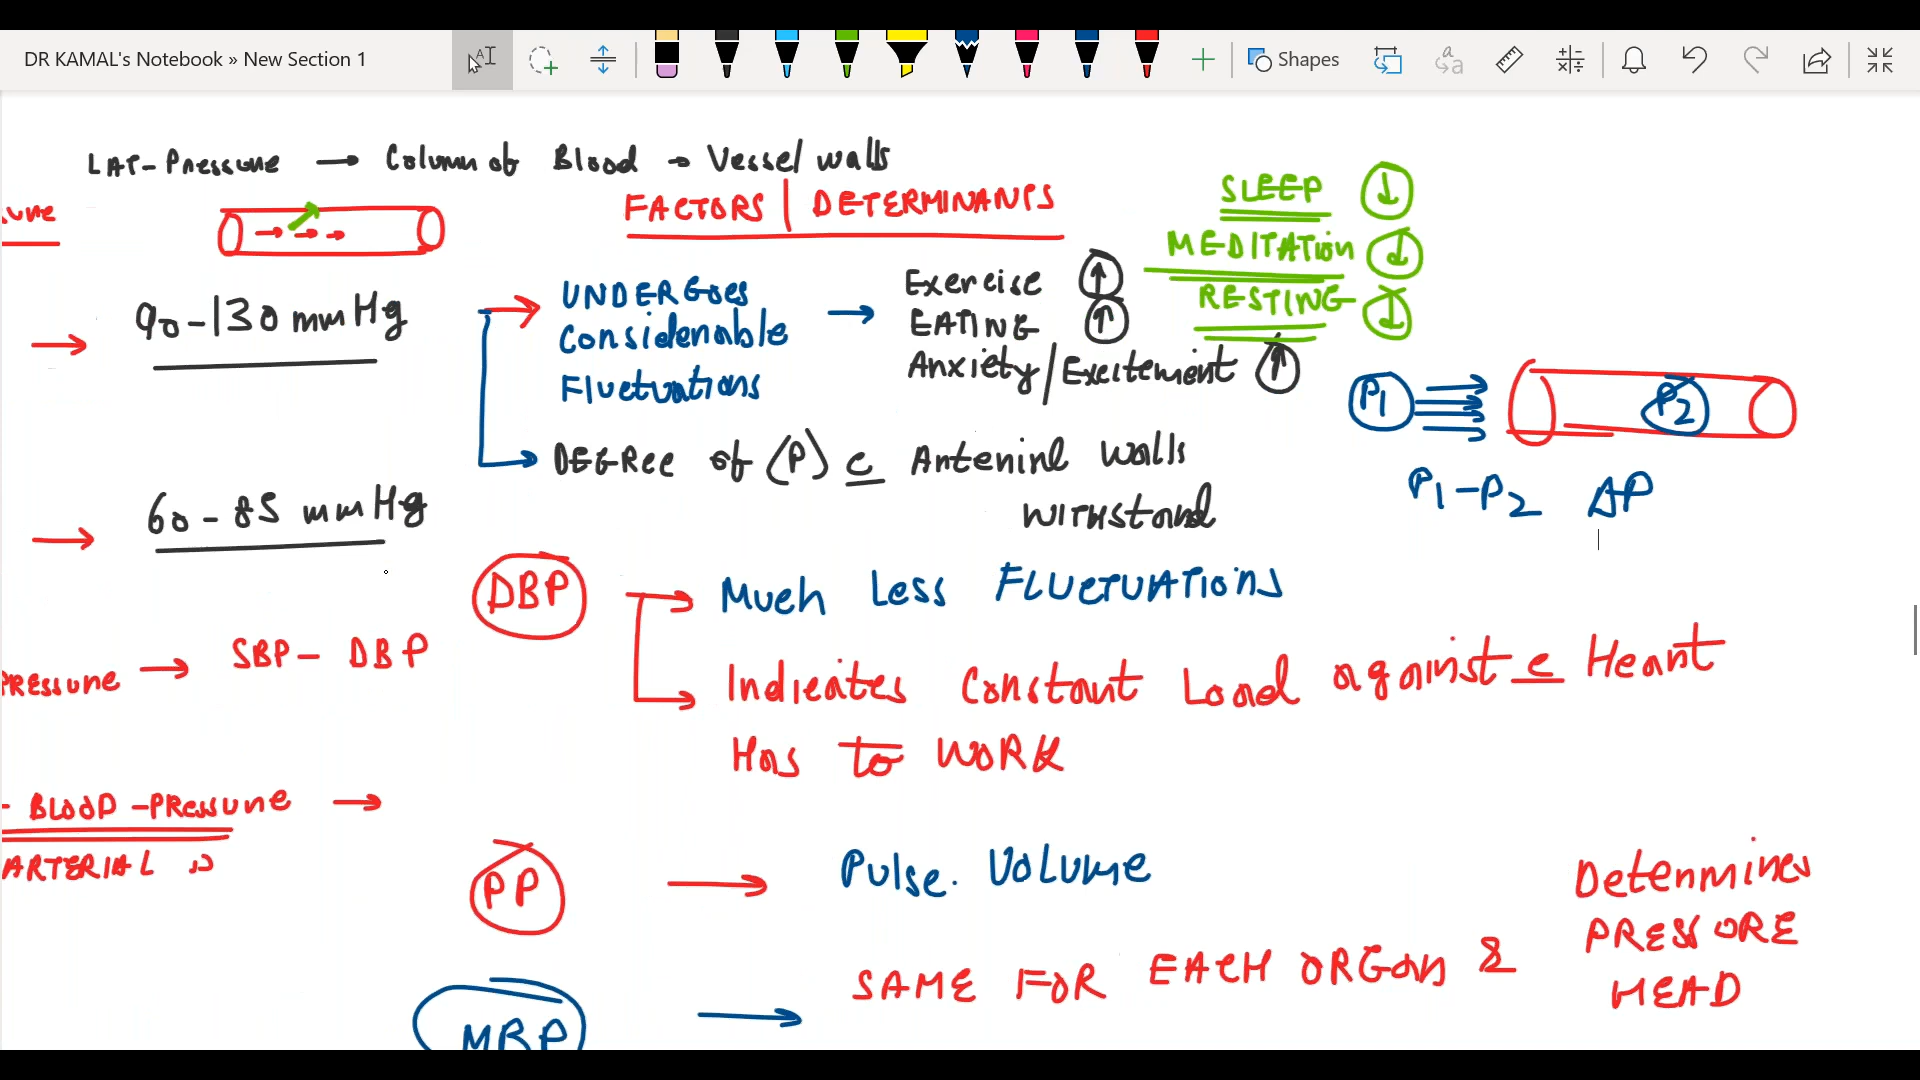 DR KAMAL's Notebook » New Section 1
Shapes
LAT-Pressure → Column of Blood → Vessel walls
FACTORS | DETERMINANTS
SLEEP ↓
MEDITATion ↓
RESTING ↓
ure
90-130 mmHg
UNDERGoes
Considerable
Fluctuations
Exercise ↑
EATING ↑
Anxiety/Excitement ↑
DEGRee of (P) c Arterial walls
WITHstand
P1
P2
P1-P2 ΔP
60-85 mmHg
DBP
Much Less FLUCTUATIONS
Indicates Constant Load against c Heart
Has to WORK
PRessure → SBP- DBP
- BLOOD -PRessure →
ARTERIAL
PP → Pulse. VOLUME
MBP → SAME FOR EACH ORGAN &
Determines
PRESSURE
HEAD